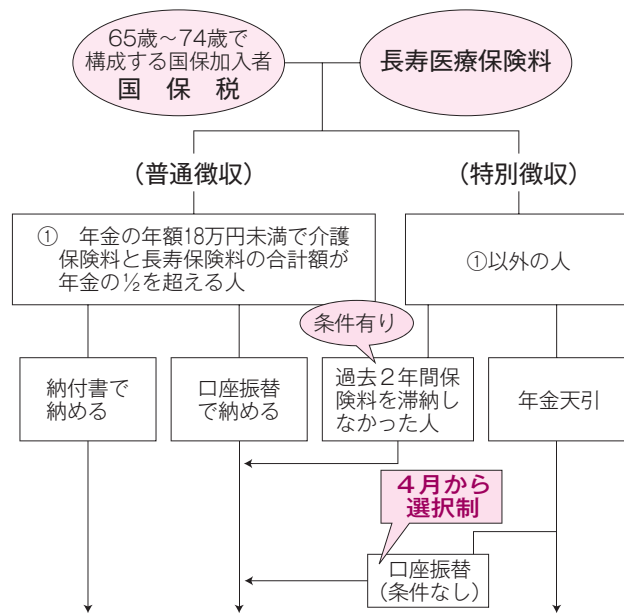 65歳～74歳で
構成する国保加入者
国保税
長寿医療保険料
（普通徴収）
（特別徴収）
① 年金の年額18万円未満で介護
保険料と長寿保険料の合計額が
年金の½を超える人
①以外の人
条件有り
納付書で
納める
口座振替
で納める
過去２年間保
険料を滞納し
なかった人
年金天引
４月から
選択制
口座振替
（条件なし）